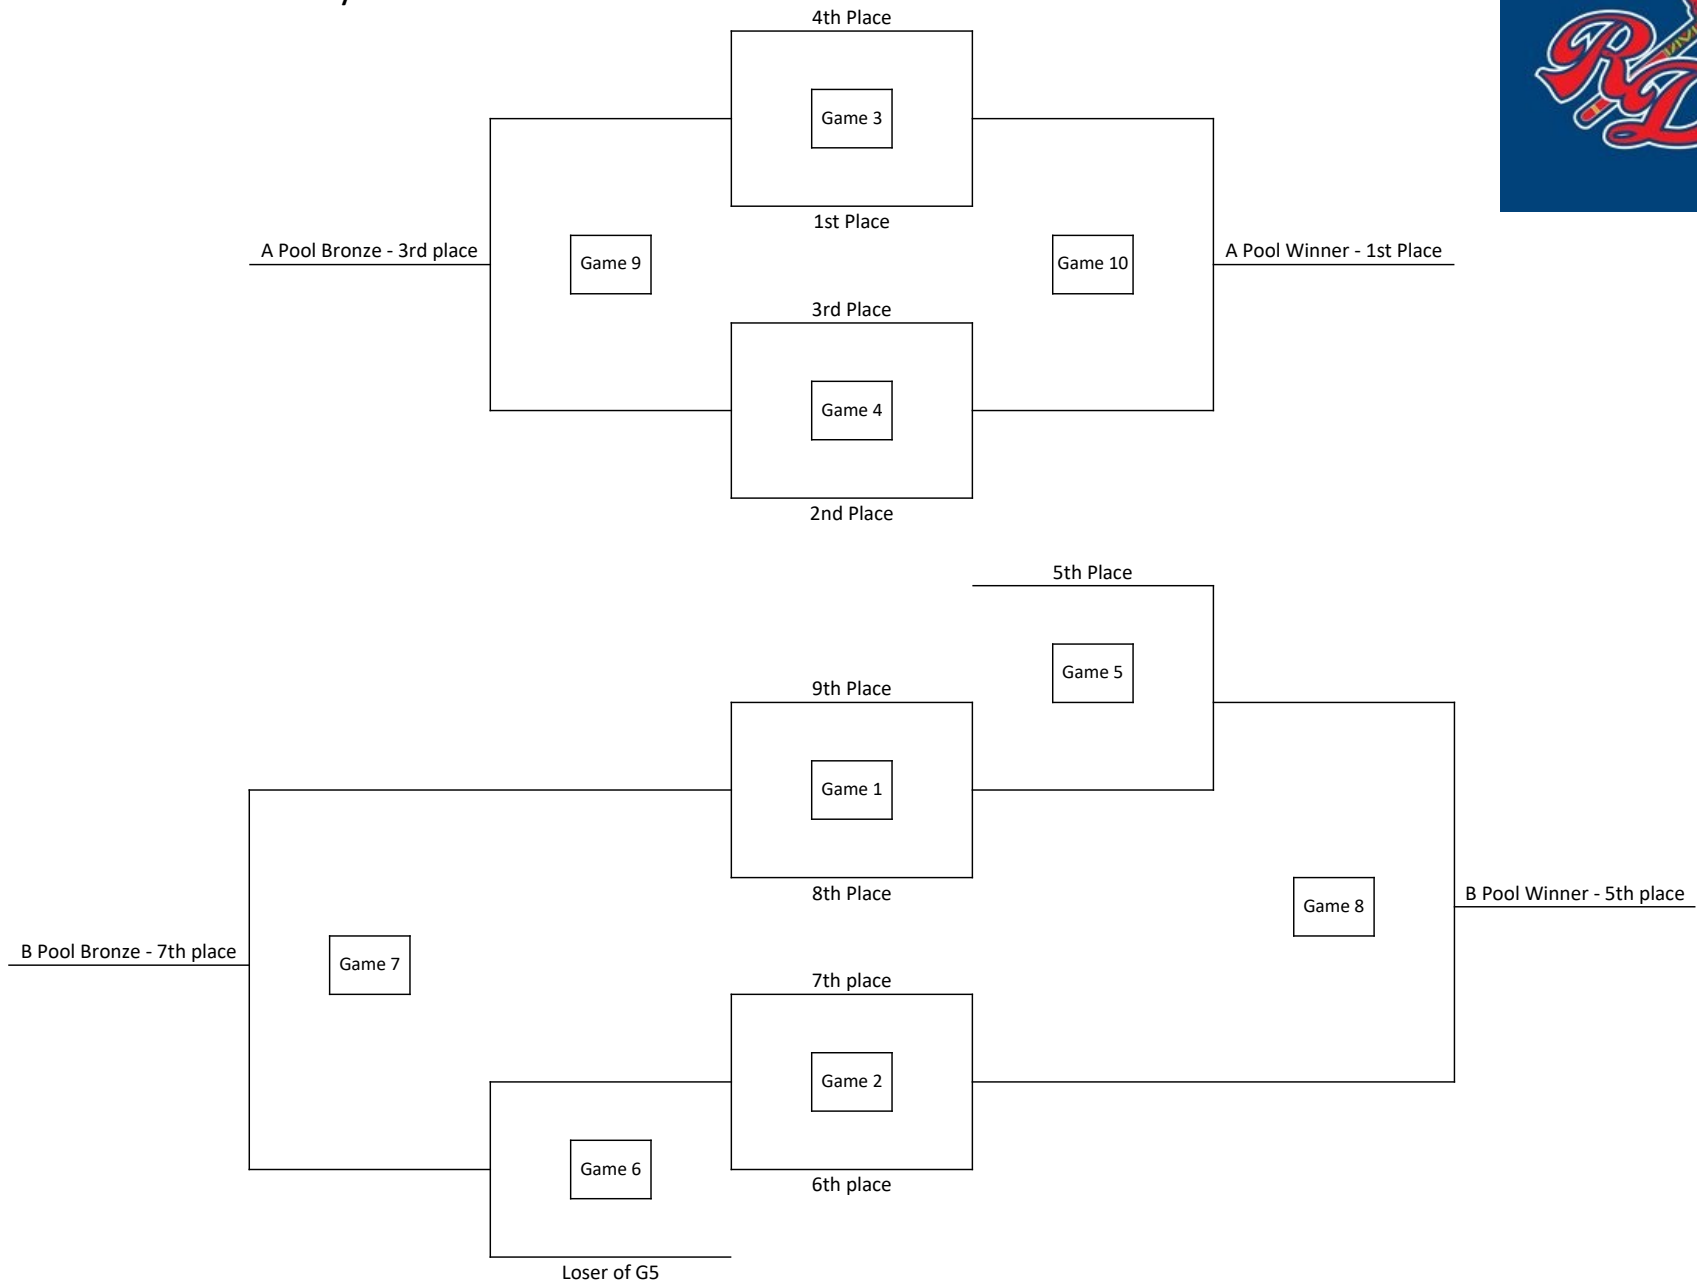 4th Place
Game 3
1st Place
A Pool Bronze - 3rd place
Game 9
Game 10
A Pool Winner - 1st Place
3rd Place
Game 4
2nd Place
5th Place
Game 5
9th Place
Game 1
8th Place
Game 8
B Pool Winner - 5th place
B Pool Bronze - 7th place
Game 7
7th place
Game 2
Game 6
6th place
Loser of G5